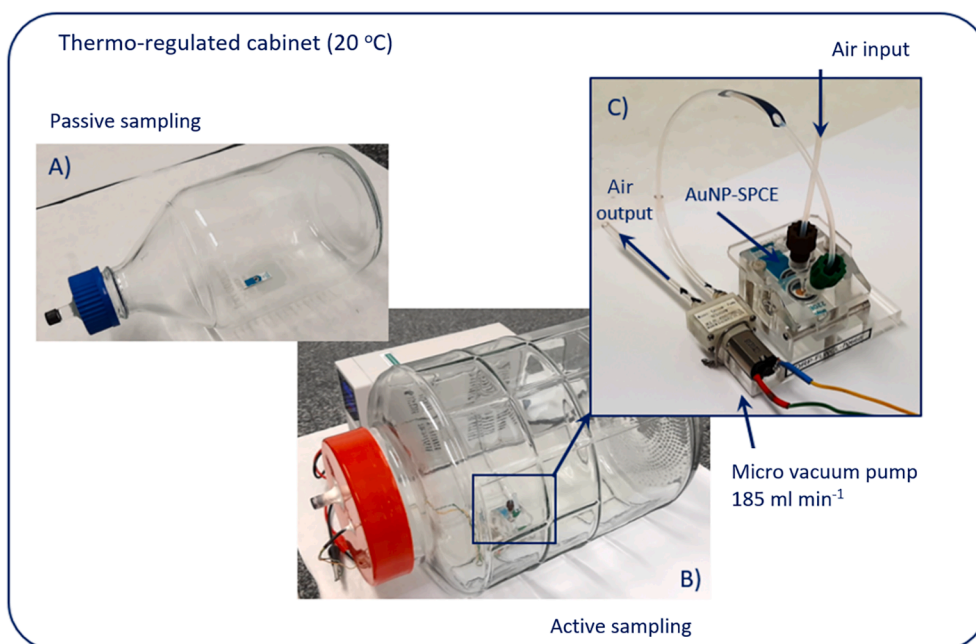 Thermo-regulated cabinet (20 °C)
Air input
Passive sampling
A)
C)
Air
output
AuNP-SPCE
Micro vacuum pump
185 ml min⁻¹
B)
Active sampling